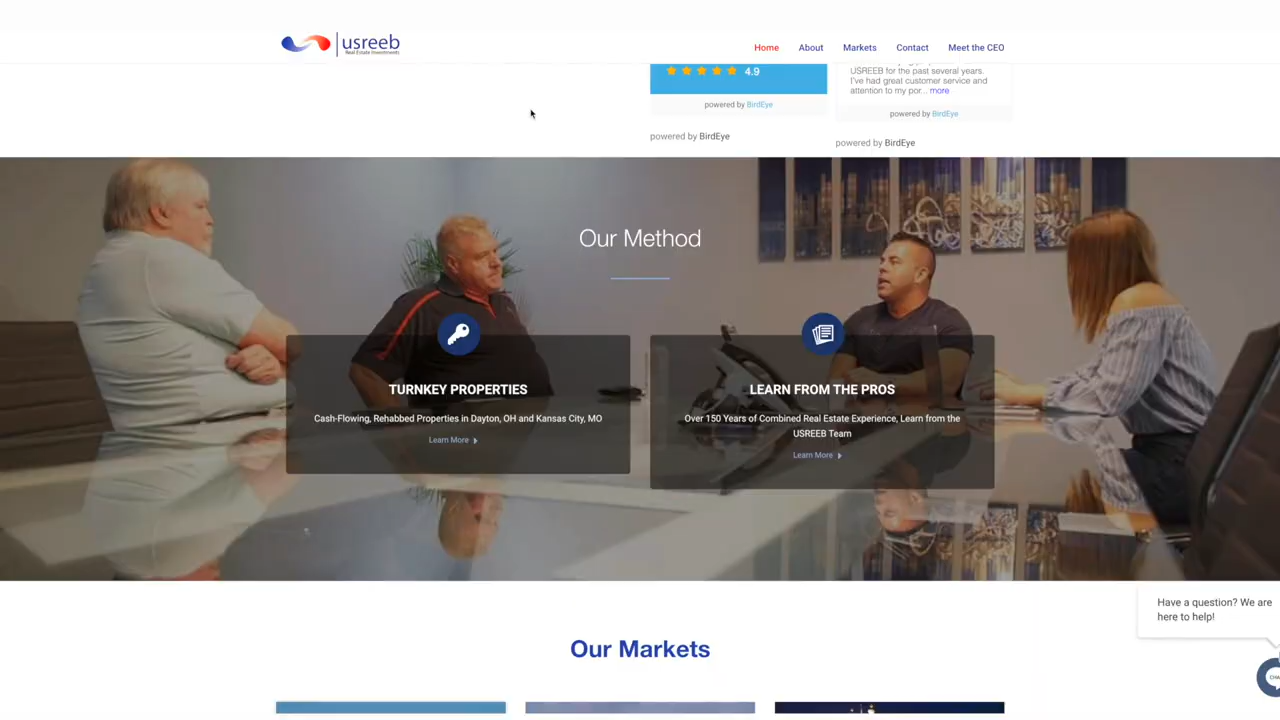 usreeb
Real Estate Investments
Home
About
Markets
Contact
Meet the CEO
4.9
powered by BirdEye
powered by BirdEye
USREEB for the past several years.
I've had great customer service and
attention to my por... more
powered by BirdEye
powered by BirdEye
Our Method
TURNKEY PROPERTIES
Cash-Flowing, Rehabbed Properties in Dayton, OH and Kansas City, MO
Learn More
LEARN FROM THE PROS
Over 150 Years of Combined Real Estate Experience, Learn from the
USREEB Team
Learn More
Our Markets
Have a question? We are
here to help!